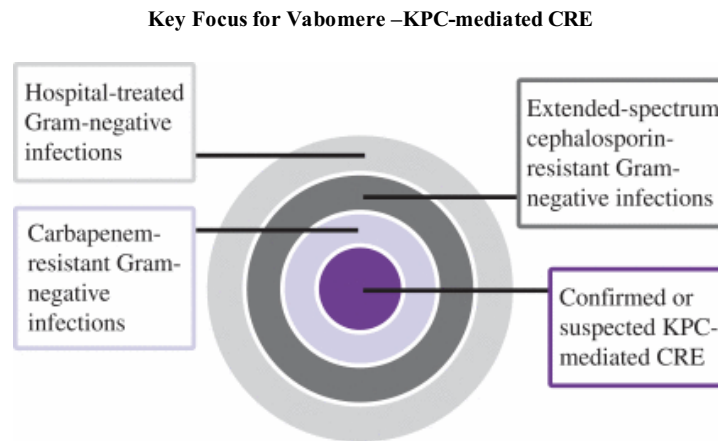 Key Focus for Vabomere –KPC-mediated CRE
Hospital-treated
Gram-negative
infections
Extended-spectrum
cephalosporin-
resistant Gram-
negative infections
Carbapenem-
resistant Gram-
negative
infections
Confirmed or
suspected KPC-
mediated CRE